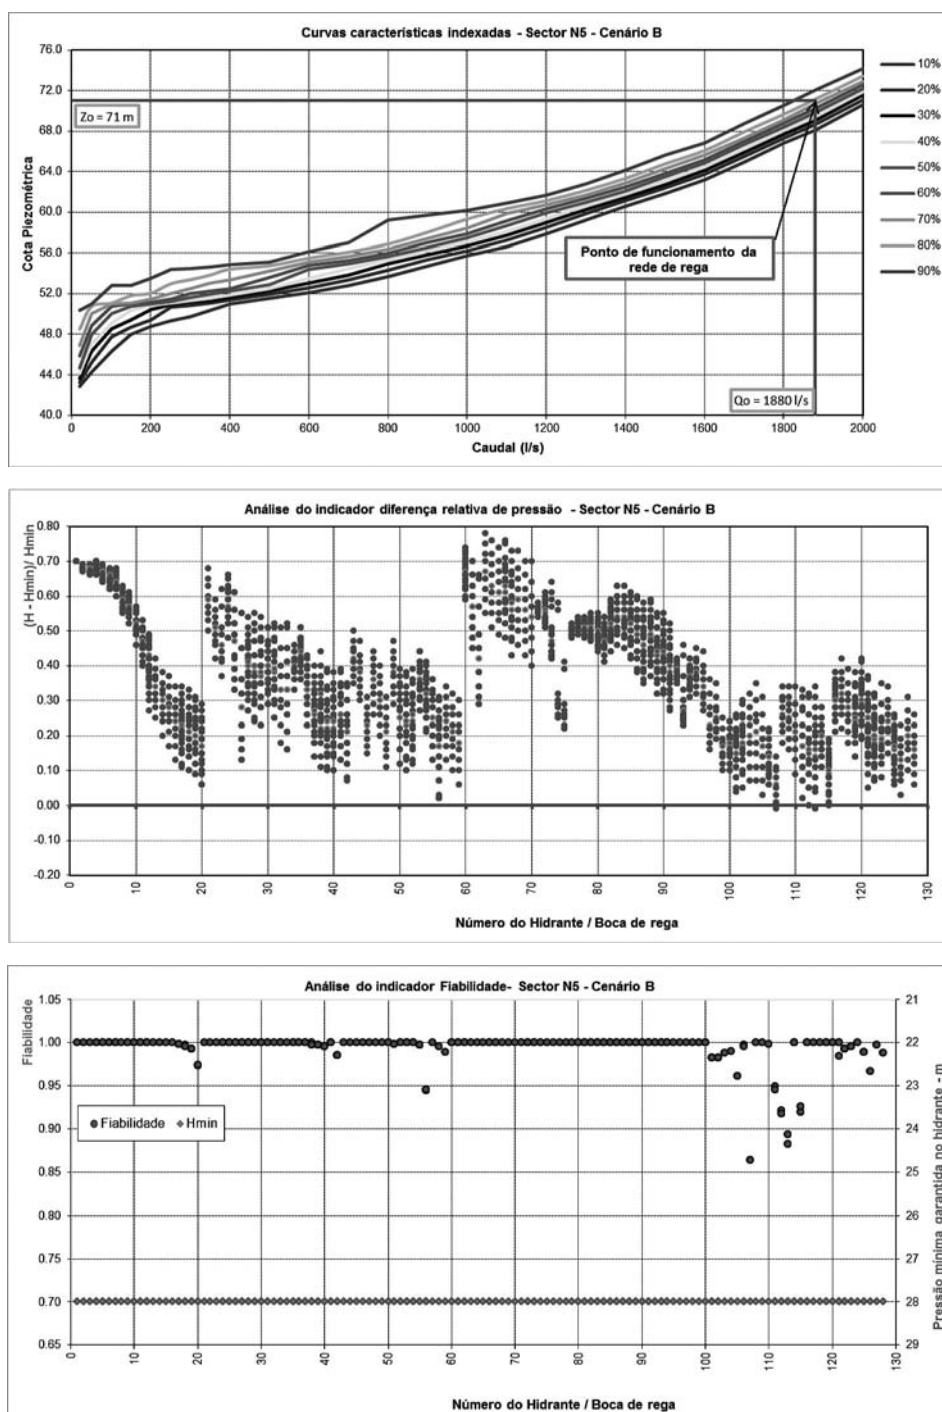 Curvas características indexadas - Sector N5 - Cenário B
Cota Piezométrica
76.0
72.0
68.0
64.0
60.0
56.0
52.0
48.0
44.0
40.0
Zo = 71 m
Ponto de funcionamento da
rede de rega
Qo = 1880 l/s
0 200 400 600 800 1000 1200 1400 1600 1800 2000
Caudal (l/s)
10%
20%
30%
40%
50%
60%
70%
80%
90%
Análise do indicador diferença relativa de pressão - Sector N5 - Cenário B
(H - Hmin)/ Hmin
0.80
0.70
0.60
0.50
0.40
0.30
0.20
0.10
0.00
-0.10
-0.20
0 10 20 30 40 50 60 70 80 90 100 110 120 130
Número do Hidrante / Boca de rega
Análise do indicador Fiabilidade- Sector N5 - Cenário B
Fiabilidade
1.05
1.00
0.95
0.90
0.85
0.80
0.75
0.70
0.65
Fiabilidade Hmin
21
22
23
24
25
26
27
28
29
Pressão mínima garantida no hidrante - m
0 10 20 30 40 50 60 70 80 90 100 110 120 130
Número do Hidrante / Boca de rega